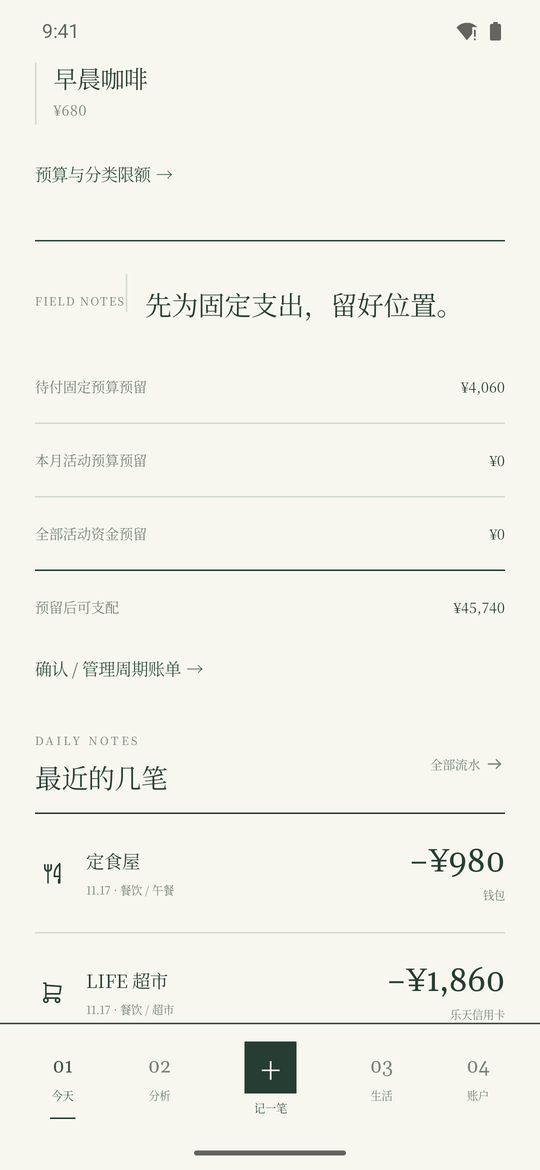 9:41
早晨咖啡
¥680
预算与分类限额 →
FIELD NOTES
先为固定支出，留好位置。
待付固定预算预留 ¥4,060
本月活动预算预留 ¥0
全部活动资金预留 ¥0
预留后可支配 ¥45,740
确认 / 管理周期账单 →
DAILY NOTES
最近的几笔
全部流水 →
定食屋 −¥980
11.17 · 餐饮 / 午餐 钱包
LIFE 超市 −¥1,860
11.17 · 餐饮 / 超市 乐天信用卡
01 02 + 03 04
今天 分析 记一笔 生活 账户